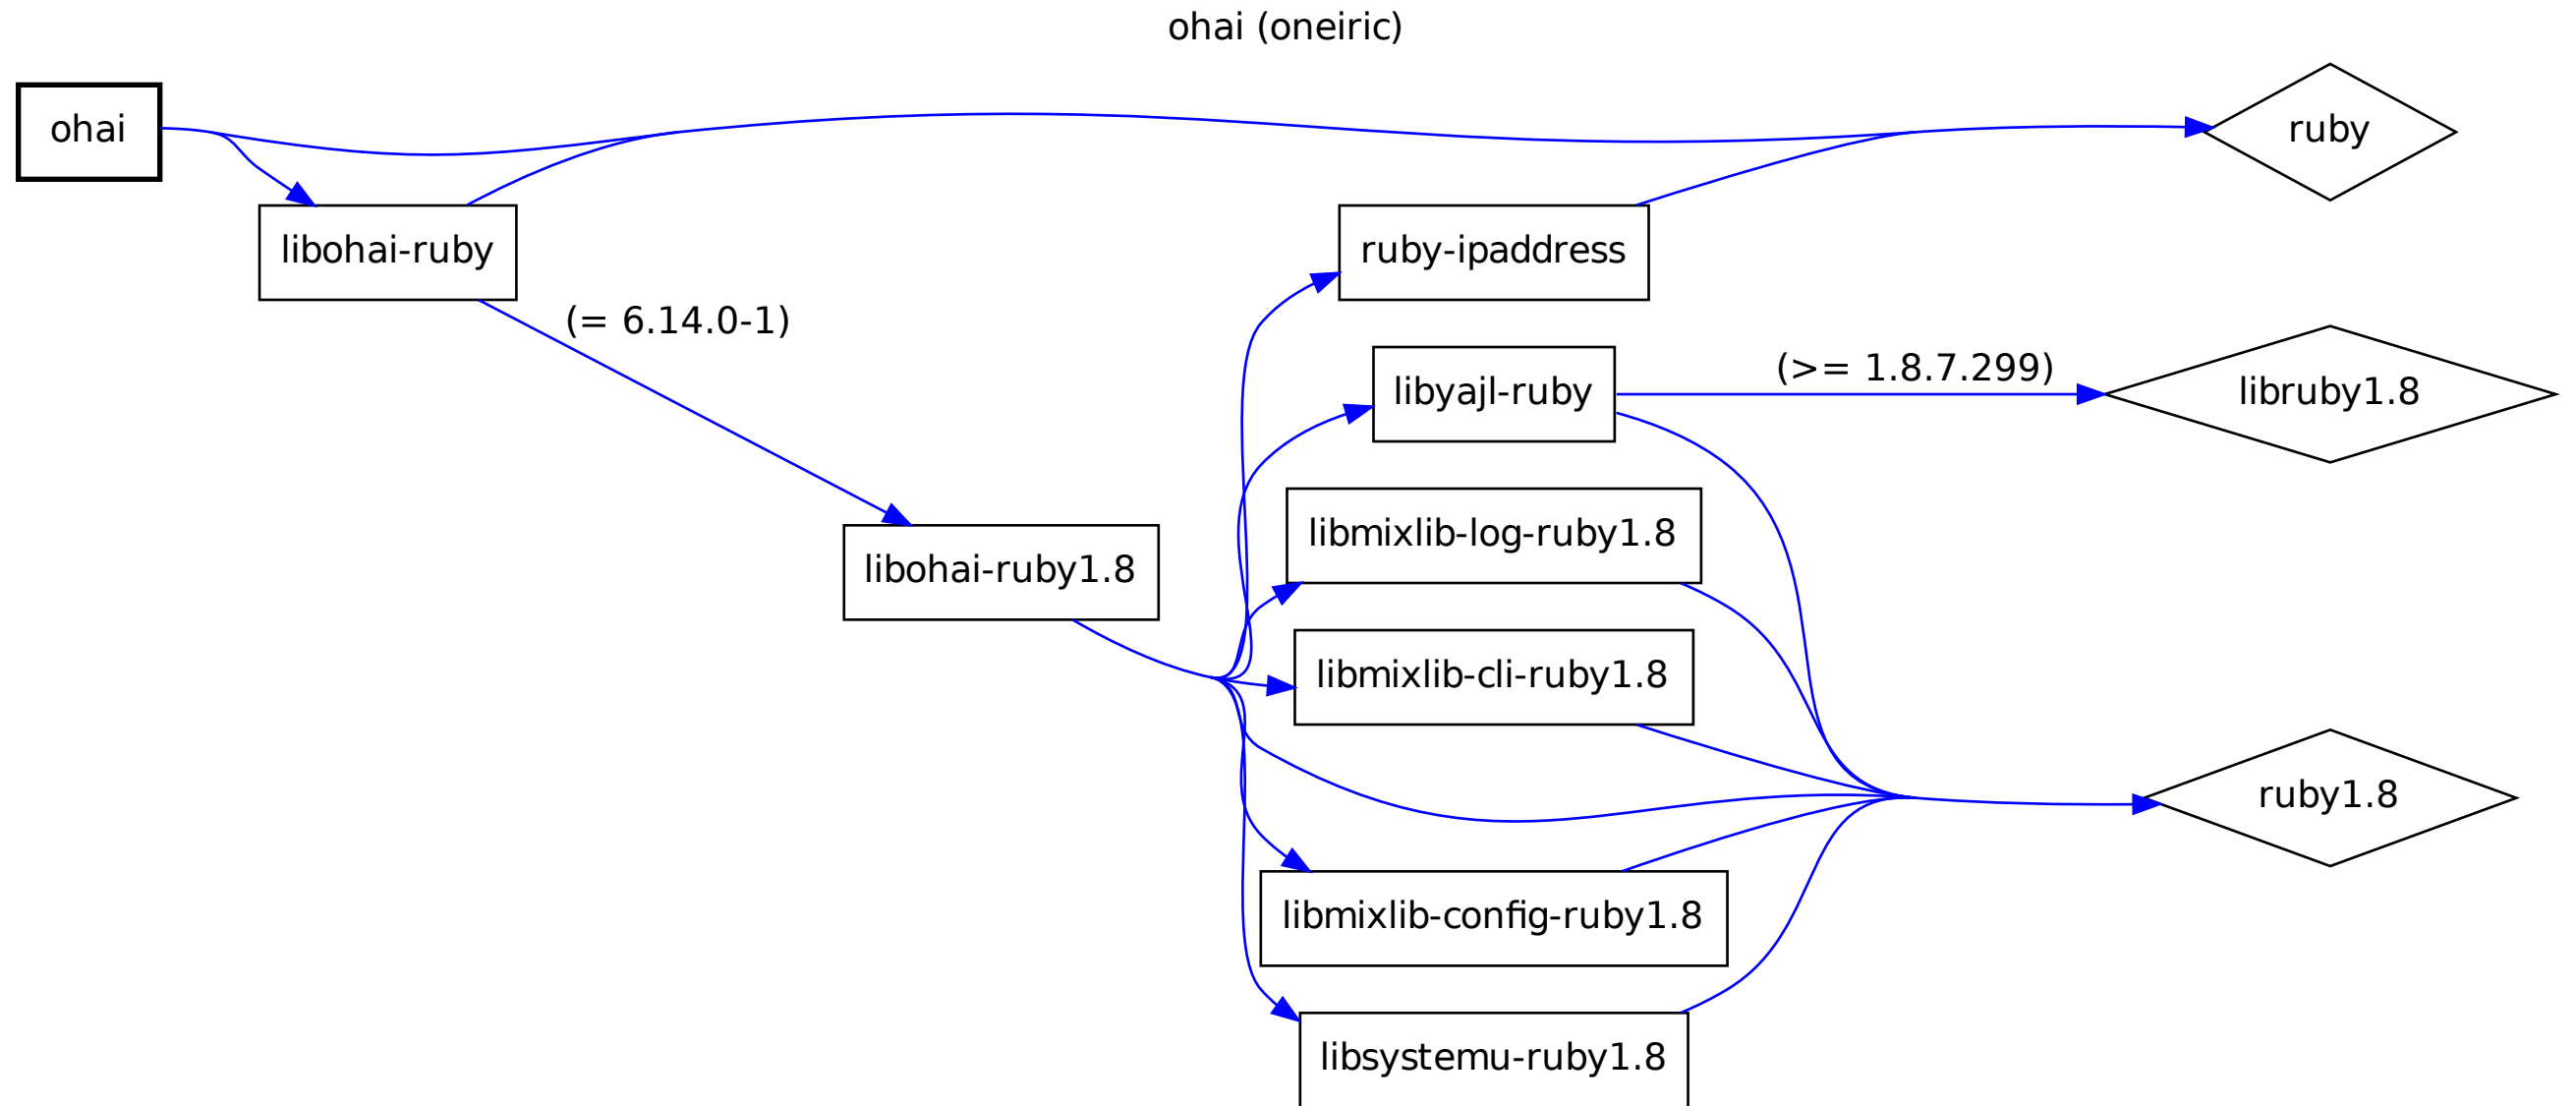 ohai (oneiric)
ohai
ruby
libohai-ruby
ruby-ipaddress
(= 6.14.0-1)
(>= 1.8.7.299)
libyajl-ruby
libruby1.8
libmixlib-log-ruby1.8
libohai-ruby1.8
libmixlib-cli-ruby1.8
ruby1.8
libmixlib-config-ruby1.8
libsystemu-ruby1.8